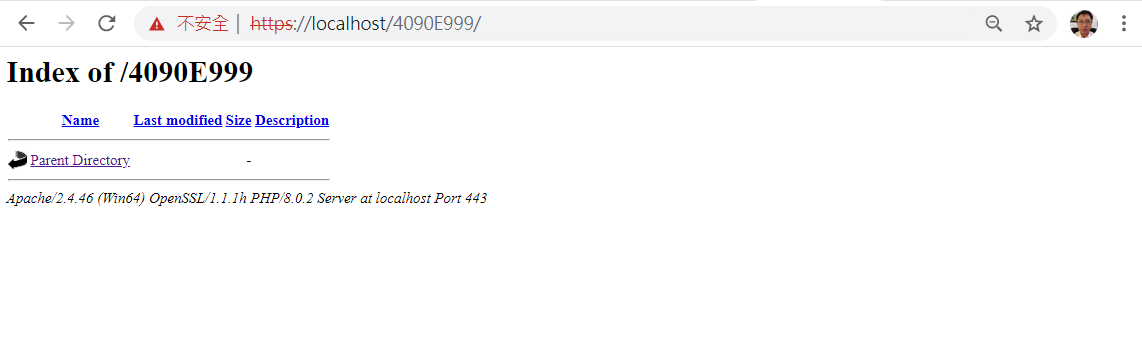 不安全 | https://localhost/4090E999/
Index of /4090E999
Name Last modified Size Description
Parent Directory -
Apache/2.4.46 (Win64) OpenSSL/1.1.1h PHP/8.0.2 Server at localhost Port 443